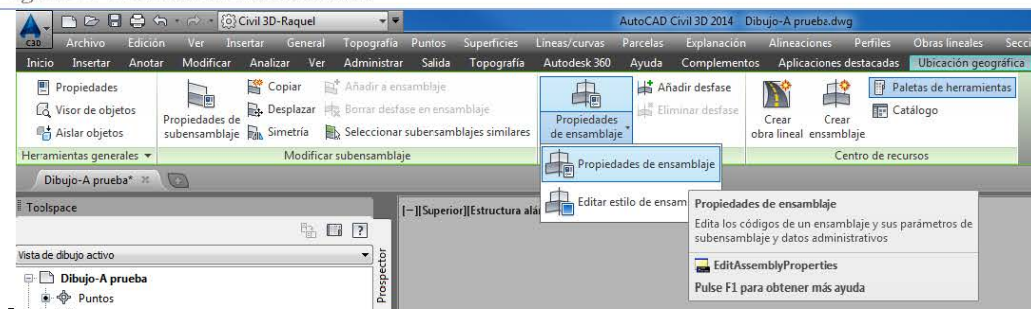 Civil 3D-Raquel
AutoCAD Civil 3D 2014 Dibujo-A prueba.dwg
C3D Archivo Edición Ver Insertar General Topografía Puntos Superficies Líneas/curvas Parcelas Explanación Alineaciones Perfiles Obras lineales Secci
Inicio Insertar Anotar Modificar Analizar Ver Administrar Salida Topografía Autodesk 360 Ayuda Complementos Aplicaciones destacadas Ubicación geográfica
Propiedades
Visor de objetos
Aislar objetos
Herramientas generales
Propiedades de
subensamblaje
Copiar
Desplazar
Simetría
Añadir a ensamblaje
Borrar desfase en ensamblaje
Seleccionar subensamblajes similares
Modificar subensamblaje
Propiedades
de ensamblaje
Añadir desfase
Eliminar desfase
Crear
obra lineal
Crear
ensamblaje
Paletas de herramientas
Catálogo
Centro de recursos
Propiedades de ensamblaje
Editar estilo de ensam
Propiedades de ensamblaje
Edita los códigos de un ensamblaje y sus parámetros de
subensamblaje y datos administrativos
EditAssemblyProperties
Pulse F1 para obtener más ayuda
Dibujo-A prueba*
Toolspace
[−][Superior][Estructura alá
Vista de dibujo activo
Dibujo-A prueba
Puntos
Prospector